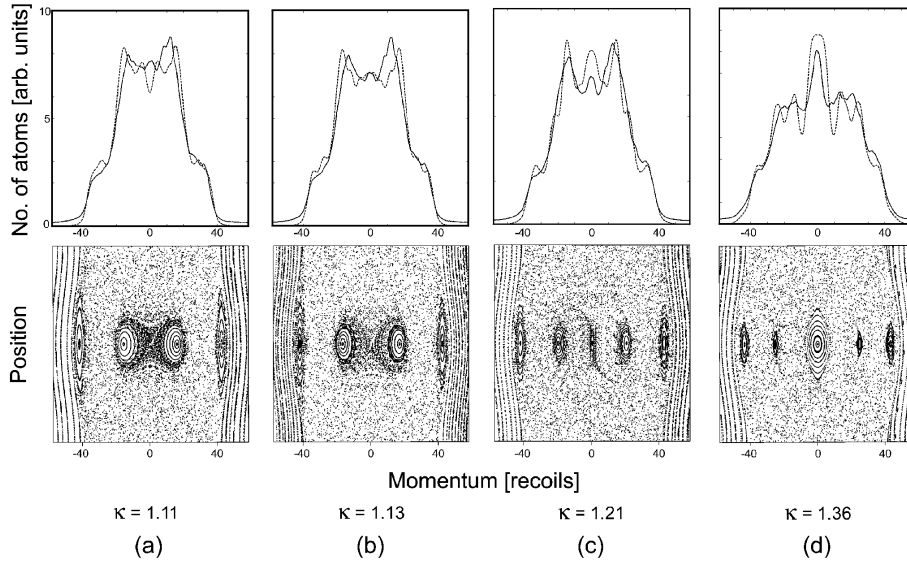 No. of atoms [arb. units]
10
5
0
-40 0 40
-40 0 40
-40 0 40
-40 0 40
Position
-40 0 40
-40 0 40
-40 0 40
-40 0 40
Momentum [recoils]
κ = 1.11
κ = 1.13
κ = 1.21
κ = 1.36
(a)
(b)
(c)
(d)